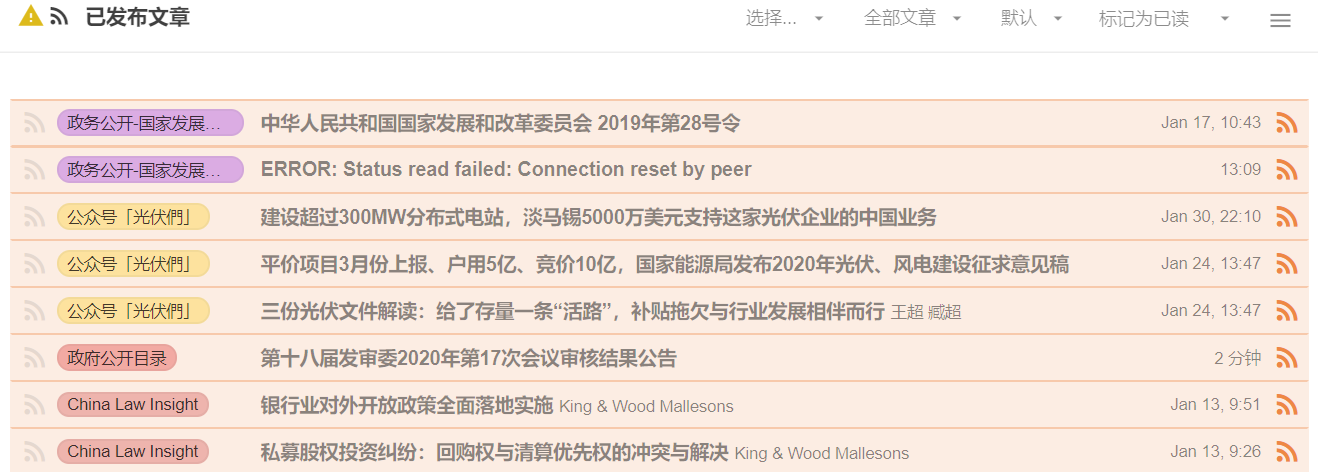 已发布文章 选择... 全部文章 默认 标记为已读
政务公开-国家发展… 中华人民共和国国家发展和改革委员会 2019年第28号令 Jan 17, 10:43
政务公开-国家发展… ERROR: Status read failed: Connection reset by peer 13:09
公众号「光伏們」 建设超过300MW分布式电站，淡马锡5000万美元支持这家光伏企业的中国业务 Jan 30, 22:10
公众号「光伏們」 平价项目3月份上报、户用5亿、竞价10亿，国家能源局发布2020年光伏、风电建设征求意见稿 Jan 24, 13:47
公众号「光伏們」 三份光伏文件解读：给了存量一条“活路”，补贴拖欠与行业发展相伴而行 王超 臧超 Jan 24, 13:47
政府公开目录 第十八届发审委2020年第17次会议审核结果公告 2 分钟
China Law Insight 银行业对外开放政策全面落地实施 King & Wood Mallesons Jan 13, 9:51
China Law Insight 私募股权投资纠纷：回购权与清算优先权的冲突与解决 King & Wood Mallesons Jan 13, 9:26